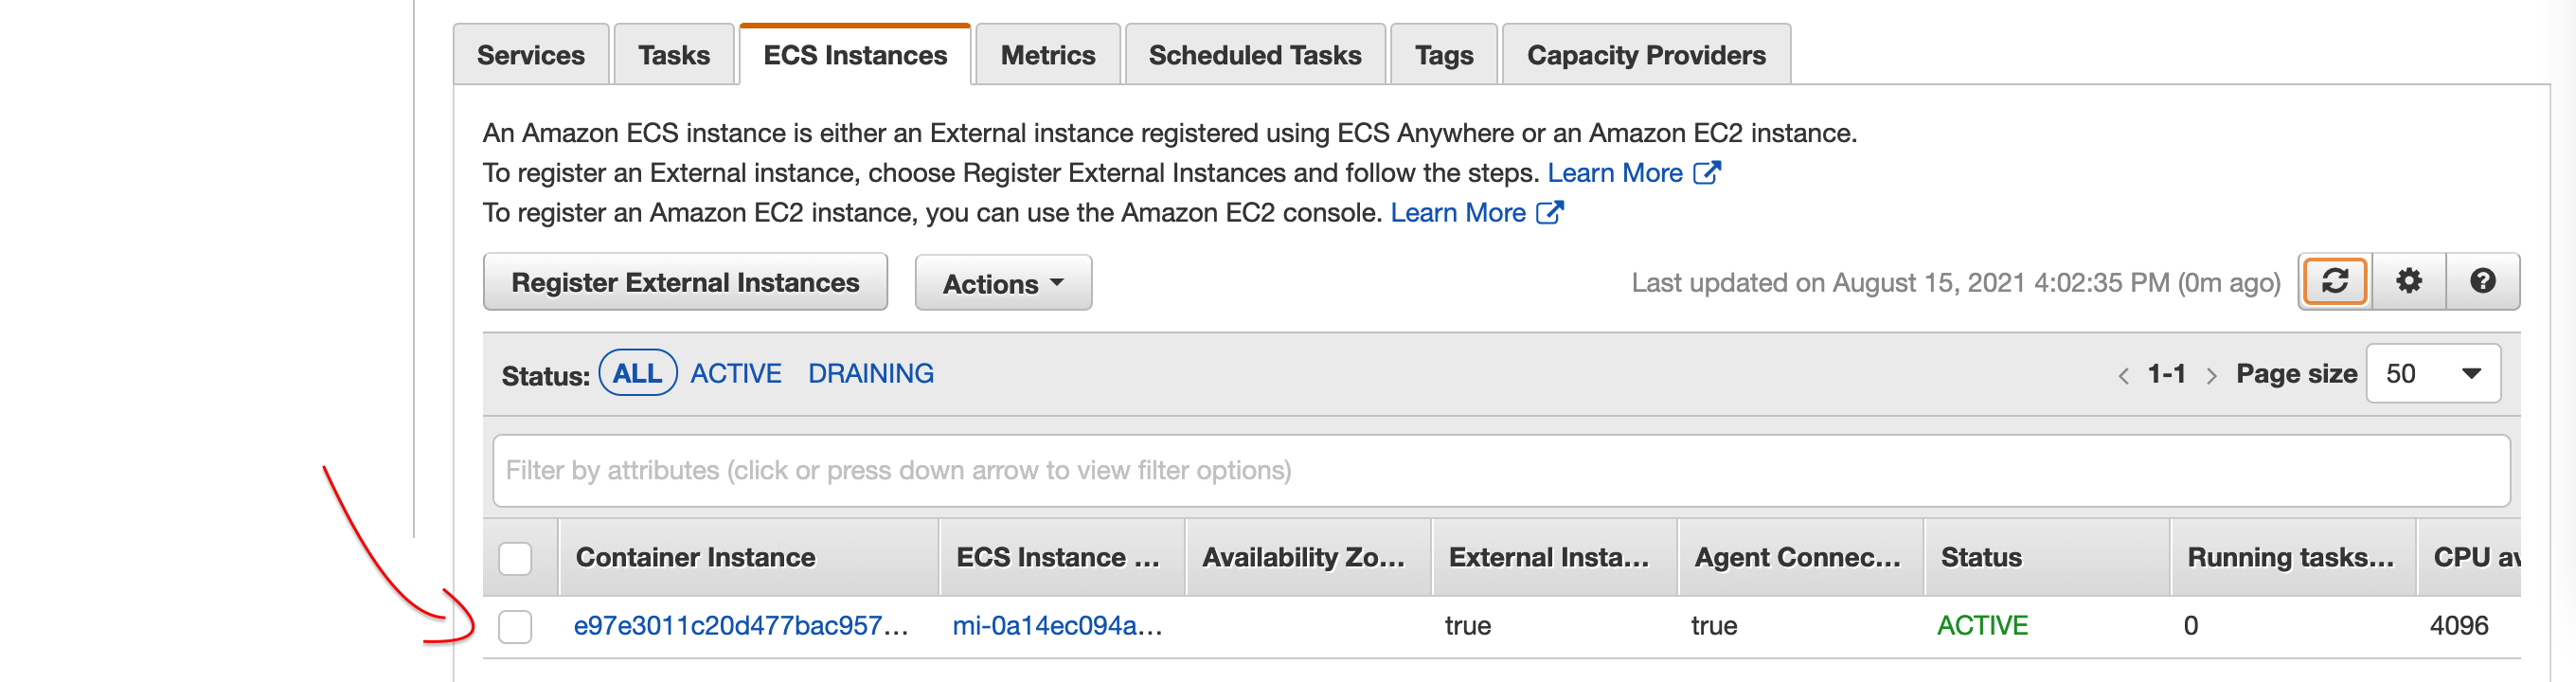 Services Tasks ECS Instances Metrics Scheduled Tasks Tags Capacity Providers
An Amazon ECS instance is either an External instance registered using ECS Anywhere or an Amazon EC2 instance.
To register an External instance, choose Register External Instances and follow the steps. Learn More
To register an Amazon EC2 instance, you can use the Amazon EC2 console. Learn More
Register External Instances Actions Last updated on August 15, 2021 4:02:35 PM (0m ago)
Status: ALL ACTIVE DRAINING < 1-1 > Page size 50
Filter by attributes (click or press down arrow to view filter options)
Container Instance ECS Instance ... Availability Zo... External Insta... Agent Connec... Status Running tasks... CPU av
e97e3011c20d477bac957... mi-0a14ec094a... true true ACTIVE 0 4096